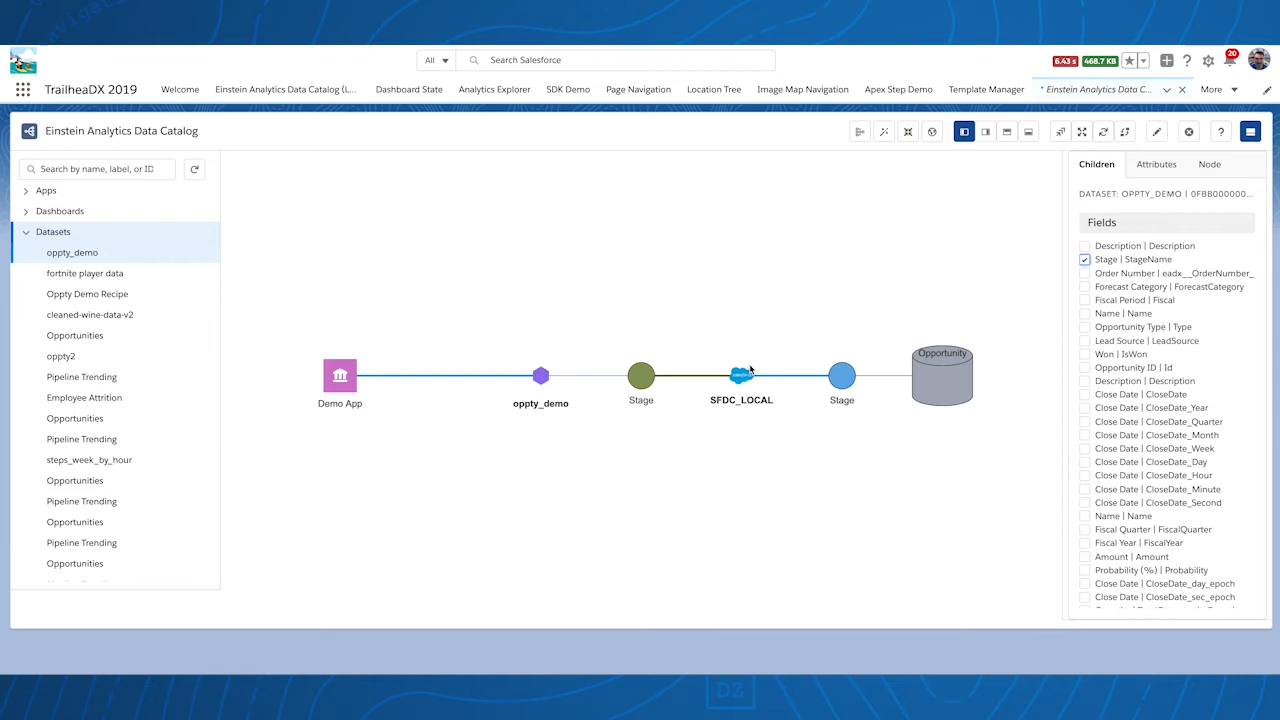 All
Search Salesforce
6.43 s
468.7 KB
20
TrailheaDX 2019
Welcome
Einstein Analytics Data Catalog (L...
Dashboard State
Analytics Explorer
SDK Demo
Page Navigation
Location Tree
Image Map Navigation
Apex Step Demo
Template Manager
* Einstein Analytics Data C...
More
Einstein Analytics Data Catalog
Search by name, label, or ID
Apps
Dashboards
Datasets
oppty_demo
fortnite player data
Oppty Demo Recipe
cleaned-wine-data-v2
Opportunities
oppty2
Pipeline Trending
Employee Attrition
Opportunities
Pipeline Trending
steps_week_by_hour
Opportunities
Pipeline Trending
Opportunities
Pipeline Trending
Opportunities
Demo App
oppty_demo
Stage
SFDC_LOCAL
Stage
Opportunity
Children
Attributes
Node
DATASET: OPPTY_DEMO | 0FBB000000...
Fields
Description | Description
Stage | StageName
Order Number | eadx__OrderNumber_
Forecast Category | ForecastCategory
Fiscal Period | Fiscal
Name | Name
Opportunity Type | Type
Lead Source | LeadSource
Won | IsWon
Opportunity ID | Id
Description | Description
Close Date | CloseDate
Close Date | CloseDate_Year
Close Date | CloseDate_Quarter
Close Date | CloseDate_Month
Close Date | CloseDate_Week
Close Date | CloseDate_Day
Close Date | CloseDate_Hour
Close Date | CloseDate_Minute
Close Date | CloseDate_Second
Name | Name
Fiscal Quarter | FiscalQuarter
Fiscal Year | FiscalYear
Amount | Amount
Probability (%) | Probability
Close Date | CloseDate_day_epoch
Close Date | CloseDate_sec_epoch
DZ